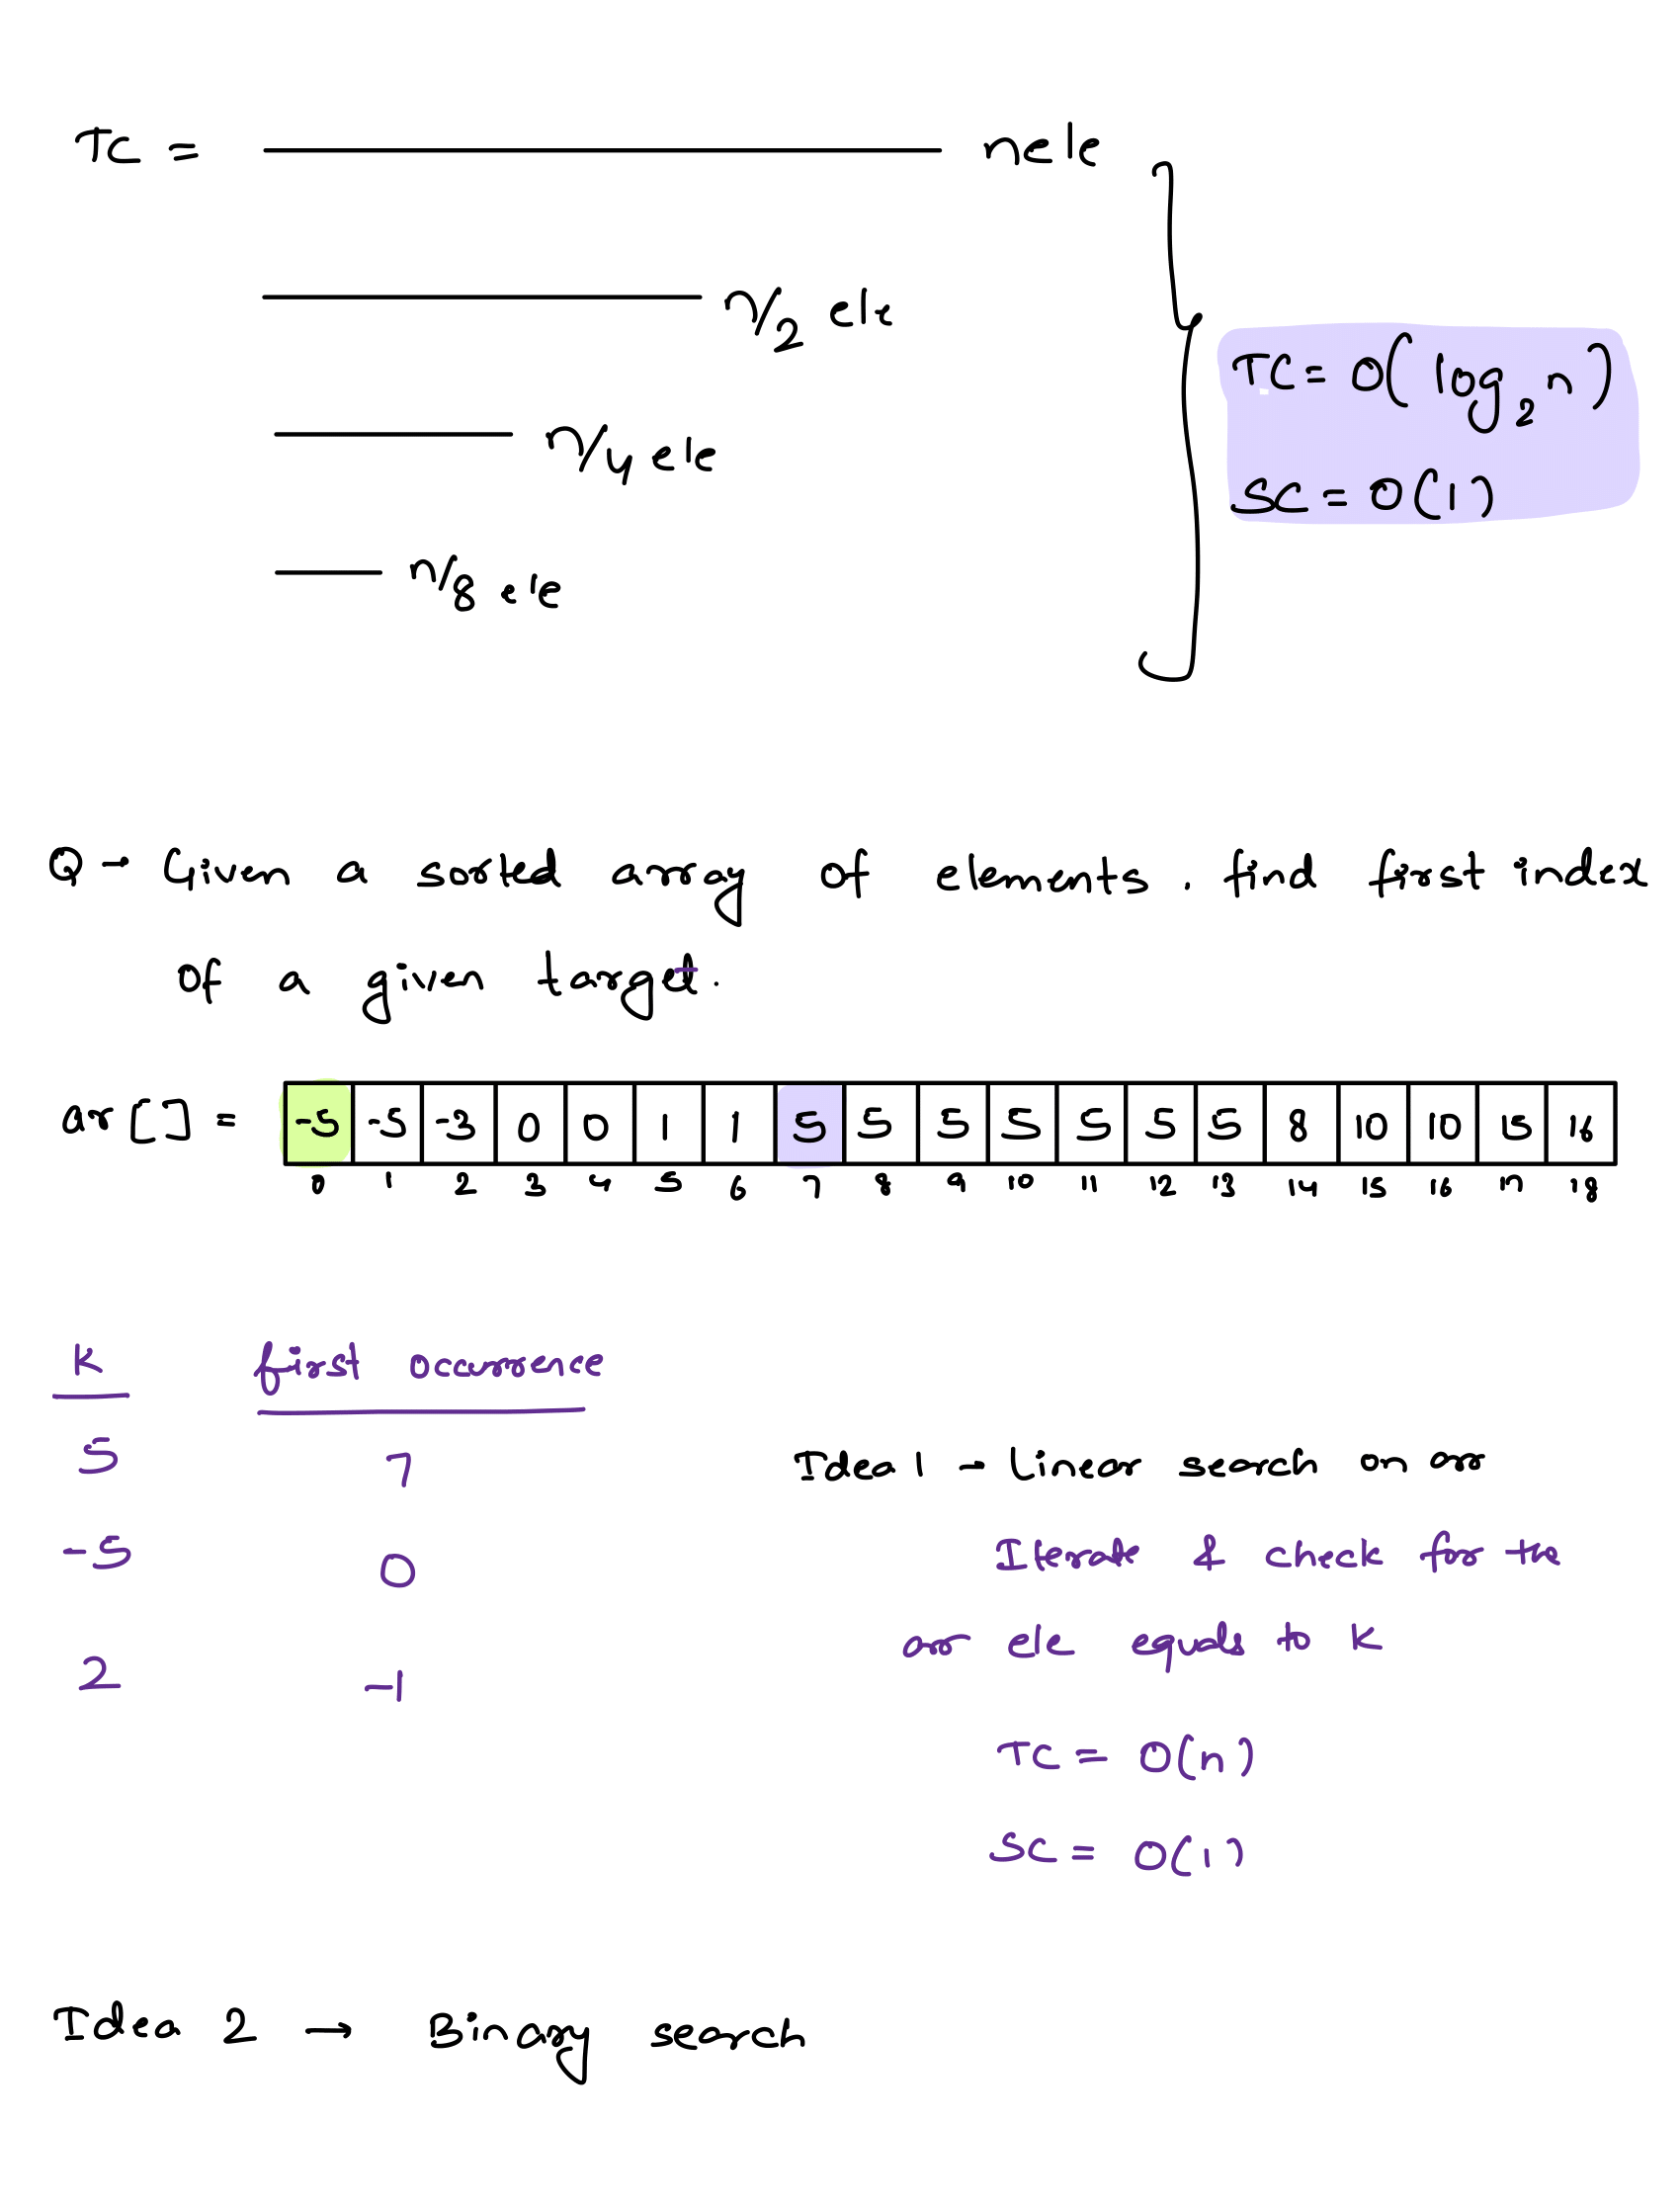 TC = n ele
n/2 ele
n/4 ele
n/8 ele
TC = O(log₂n)
SC = O(1)
Q → Given a sorted array of elements. find first index
of a given target.
ar[] = -5 -5 -3 0 0 1 1 5 5 5 5 5 5 5 8 10 10 15 16
0 1 2 3 4 5 6 7 8 9 10 11 12 13 14 15 16 17 18
K first occurrence
5 7
-5 0
2 -1
Idea 1 - Linear search on arr
Iterate & check for the
arr ele equals to K
TC = O(n)
SC = O(1)
Idea 2 → Binary search